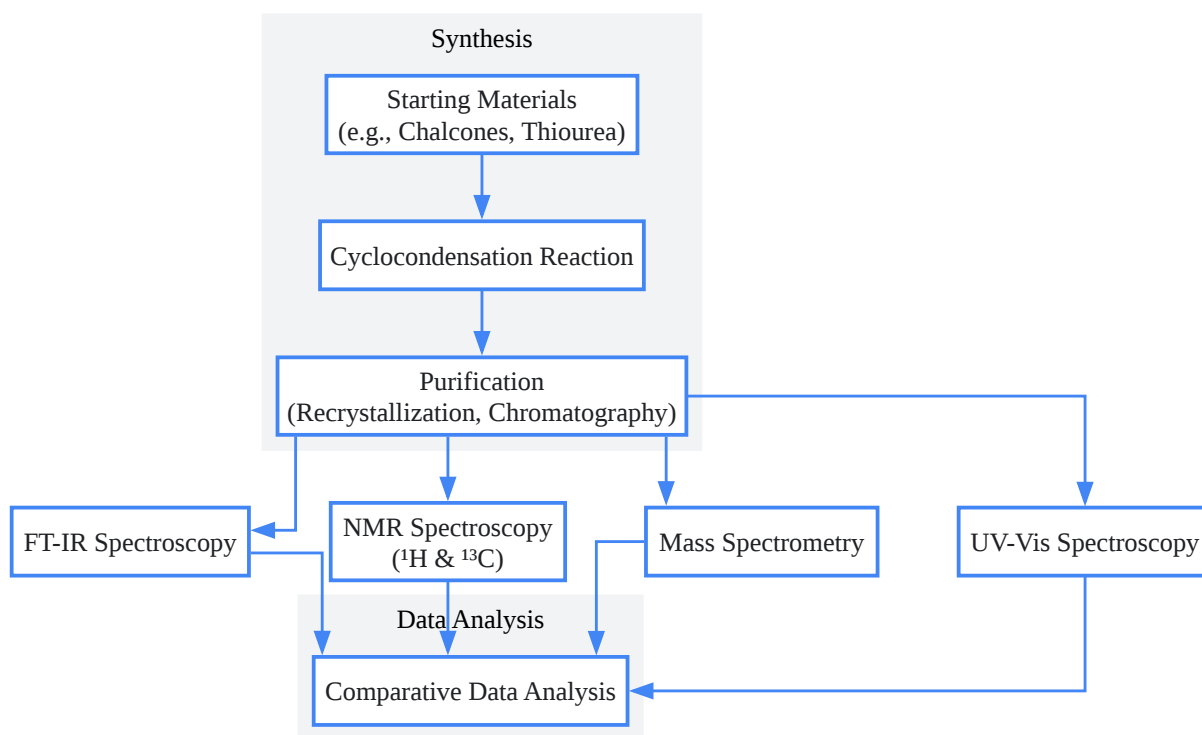 Synthesis
Starting Materials
(e.g., Chalcones, Thiourea)
Cyclocondensation Reaction
Purification
(Recrystallization, Chromatography)
FT-IR Spectroscopy
NMR Spectroscopy
(¹H & ¹³C)
Mass Spectrometry
UV-Vis Spectroscopy
Data Analysis
Comparative Data Analysis